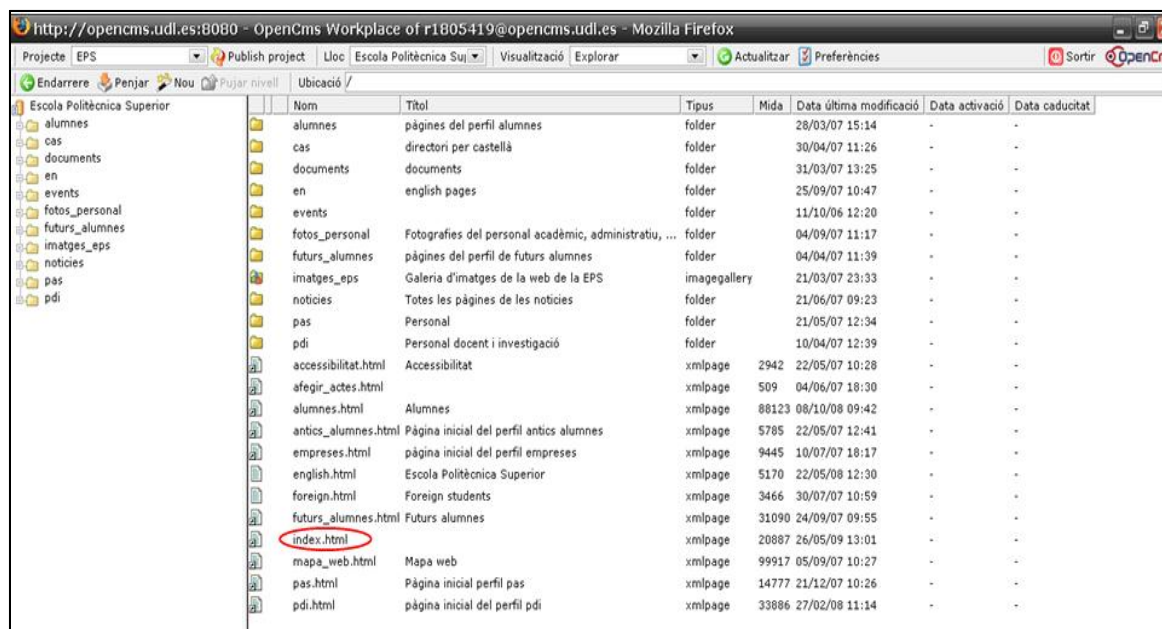 http://opencms.udl.es:8080 - OpenCms Workplace of r1805419@opencms.udl.es - Mozilla Firefox
Projecte EPS Publish project Lloc Escola Politècnica Suj Visualització Explorar Actualitzar Preferències Sortir OpenCm
Endarrere Penjar Nou Pujar nivell Ubicació /
Escola Politècnica Superior
alumnes
cas
documents
en
events
fotos_personal
futurs_alumnes
imatges_eps
noticies
pas
pdi
Nom Títol Tipus Mida Data última modificació Data activació Data caducitat
alumnes pàgines del perfil alumnes folder 28/03/07 15:14 - -
cas directori per castellà folder 30/04/07 11:26 - -
documents documents folder 31/03/07 13:25 - -
en english pages folder 25/09/07 10:47 - -
events folder 11/10/06 12:20 - -
fotos_personal Fotografies del personal acadèmic, administratiu, ... folder 04/09/07 11:17 - -
futurs_alumnes pàgines del perfil de futurs alumnes folder 04/04/07 11:39 - -
imatges_eps Galeria d'imatges de la web de la EPS imagegallery 21/03/07 23:33 - -
noticies Totes les pàgines de les noticies folder 21/06/07 09:23 - -
pas Personal folder 21/05/07 12:34 - -
pdi Personal docent i investigació folder 10/04/07 12:39 - -
accessibilitat.html Accessibilitat xmlpage 2942 22/05/07 10:28 - -
afegir_actes.html xmlpage 509 04/06/07 18:30 - -
alumnes.html Alumnes xmlpage 88123 08/10/08 09:42 - -
antics_alumnes.html Pàgina inicial del perfil antics alumnes xmlpage 5785 22/05/07 12:41 - -
empreses.html pàgina inicial del perfil empreses xmlpage 9445 10/07/07 18:17 - -
english.html Escola Politècnica Superior xmlpage 5170 22/05/08 12:30 - -
foreign.html Foreign students xmlpage 3466 30/07/07 10:59 - -
futurs_alumnes.html Futurs alumnes xmlpage 31090 24/09/07 09:55 - -
index.html xmlpage 20887 26/05/09 13:01 - -
mapa_web.html Mapa web xmlpage 99917 05/09/07 10:27 - -
pas.html Pàgina inicial perfil pas xmlpage 14777 21/12/07 10:26 - -
pdi.html pàgina inicial del perfil pdi xmlpage 33886 27/02/08 11:14 - -